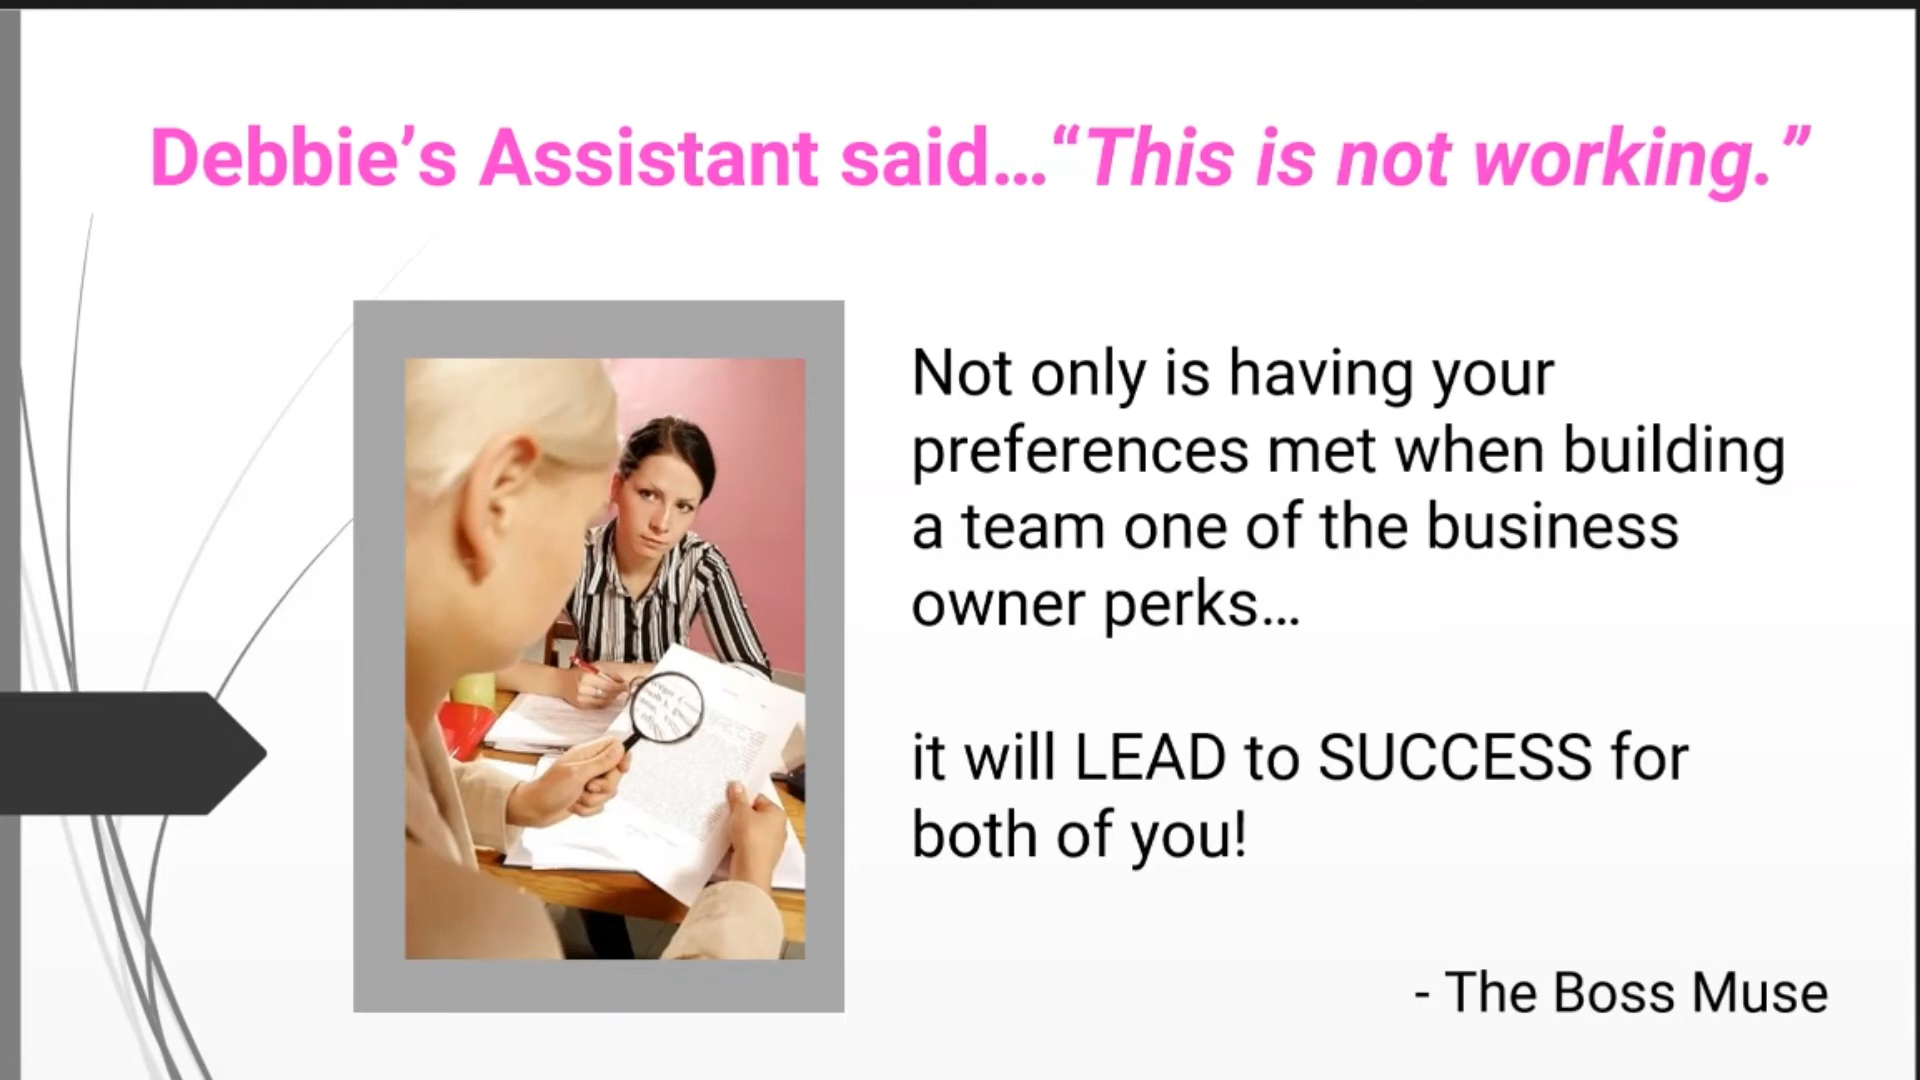 Debbie’s Assistant said…“This is not working.”
Not only is having your
preferences met when building
a team one of the business
owner perks…
it will LEAD to SUCCESS for
both of you!
- The Boss Muse